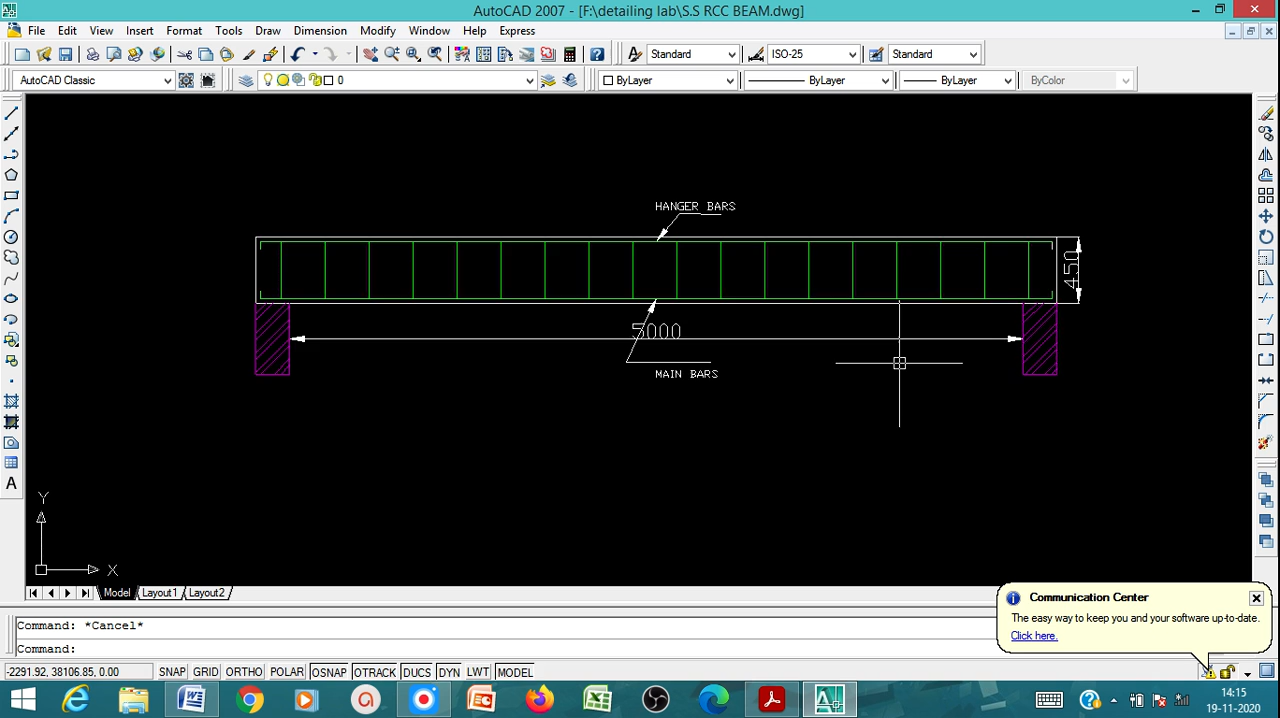 AutoCAD 2007 - [F:\detailing lab\S.S RCC BEAM.dwg]
File Edit View Insert Format Tools Draw Dimension Modify Window Help Express
Standard ISO-25 Standard
AutoCAD Classic 0 ByLayer ByLayer ByLayer ByColor
HANGER BARS
450
5000
MAIN BARS
Y
X
Model Layout1 Layout2
Communication Center
The easy way to keep you and your software up-to-date.
Click here.
Command: *Cancel*
Command:
-2291.92, 38106.85, 0.00 SNAP GRID ORTHO POLAR OSNAP OTRACK DUCS DYN LWT MODEL
14:15
19-11-2020